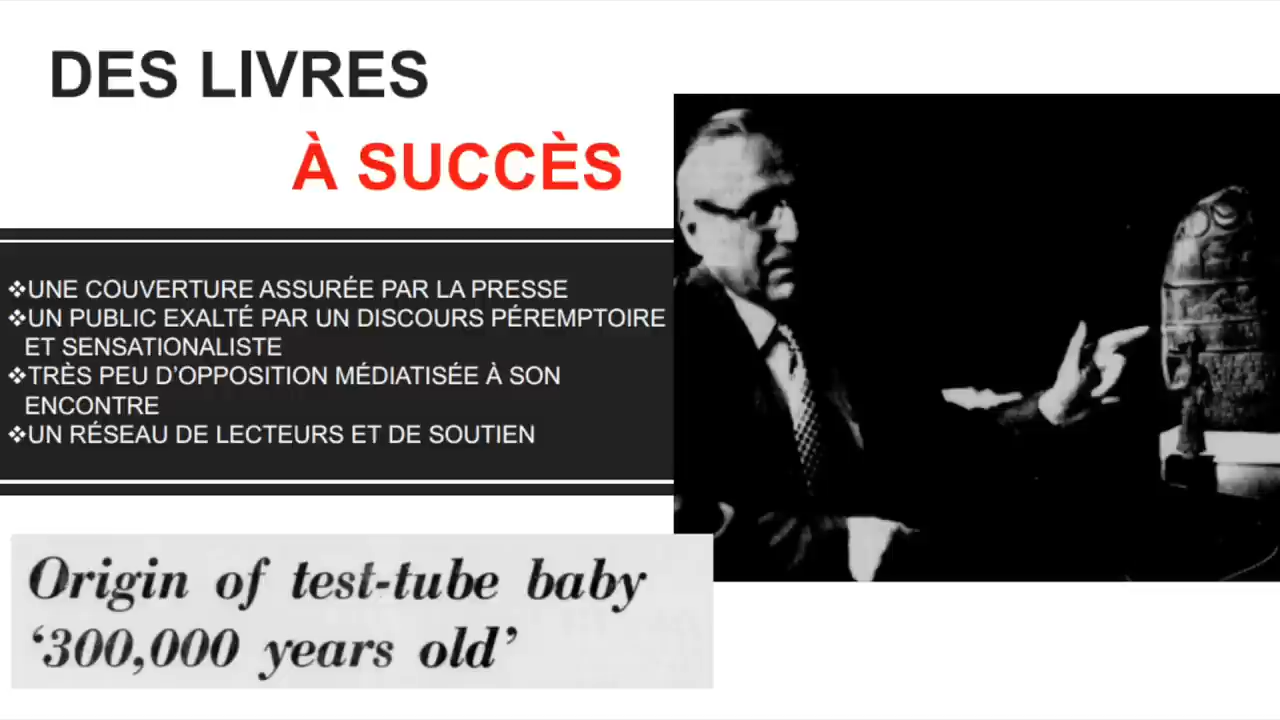 DES LIVRES
À SUCCÈS
❖UNE COUVERTURE ASSURÉE PAR LA PRESSE
❖UN PUBLIC EXALTÉ PAR UN DISCOURS PÉREMPTOIRE
ET SENSATIONALISTE
❖TRÈS PEU D’OPPOSITION MÉDIATISÉE À SON
ENCONTRE
❖UN RÉSEAU DE LECTEURS ET DE SOUTIEN
Origin of test-tube baby
‘300,000 years old’